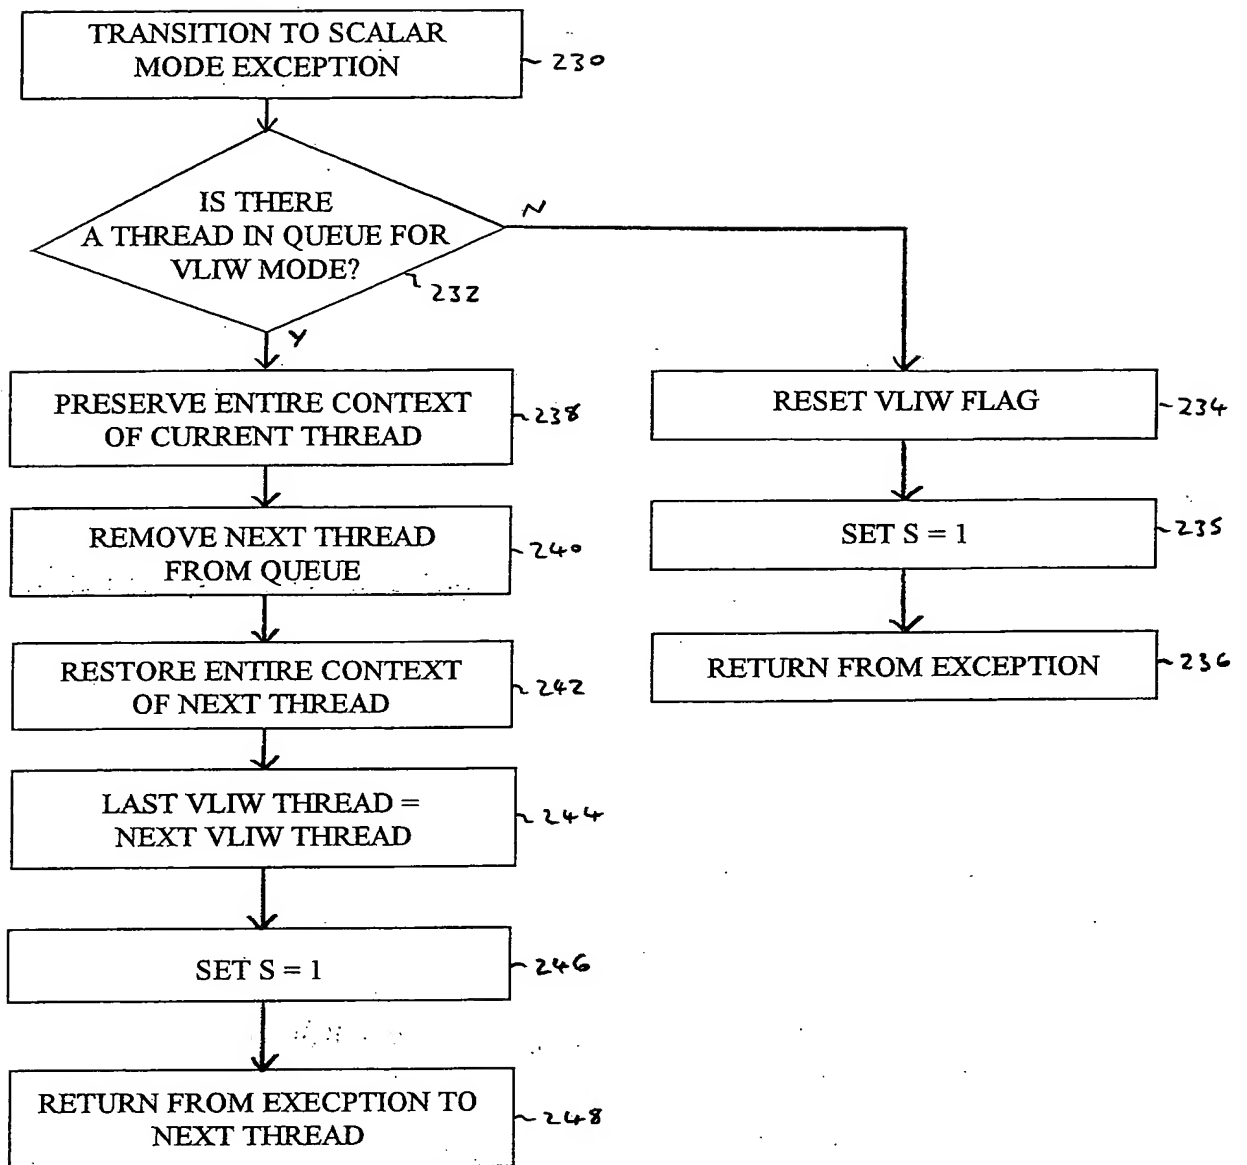 TRANSITION TO SCALAR
MODE EXCEPTION
~ 230
IS THERE
A THREAD IN QUEUE FOR
VLIW MODE?
~ 232
N
Y
PRESERVE ENTIRE CONTEXT
OF CURRENT THREAD
~ 238
REMOVE NEXT THREAD
FROM QUEUE
~ 240
RESTORE ENTIRE CONTEXT
OF NEXT THREAD
~ 242
LAST VLIW THREAD =
NEXT VLIW THREAD
~ 244
SET S = 1
~ 246
RETURN FROM EXECPTION TO
NEXT THREAD
~ 248
RESET VLIW FLAG
~ 234
SET S = 1
~ 235
RETURN FROM EXCEPTION
~ 236